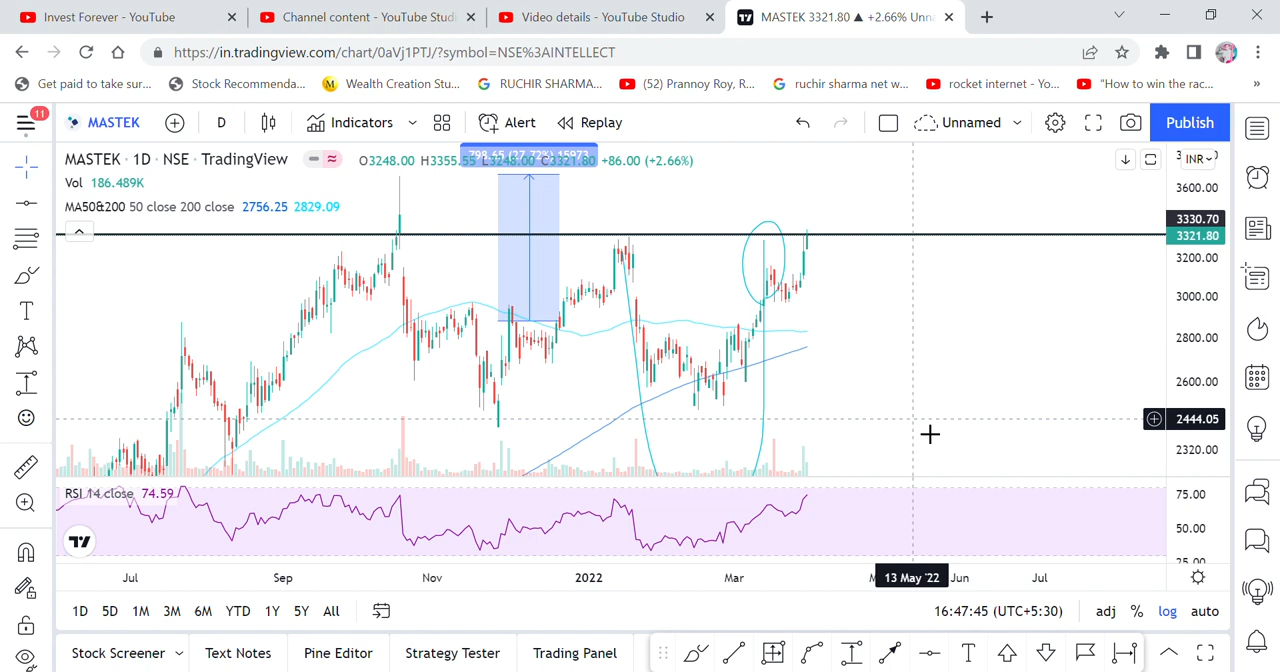 Invest Forever - YouTube
Channel content - YouTube Studi
Video details - YouTube Studio
MASTEK 3321.80 ▲ +2.66% Unna
https://in.tradingview.com/chart/0aVj1PTJ/?symbol=NSE%3AINTELLECT
Get paid to take sur...
Stock Recommenda...
Wealth Creation Stu...
RUCHIR SHARMA...
(52) Prannoy Roy, R...
ruchir sharma net w...
rocket internet - Yo...
"How to win the rac...
»
11
MASTEK
D
Indicators
Alert
Replay
Unnamed
Publish
MASTEK · 1D · NSE · TradingView
O3248.00 H3355.55 L3248.00 C3321.80 +86.00 (+2.66%)
798.65 (27.72%) 15973
INR
Vol 186.489K
MA50&200 50 close 200 close 2756.25 2829.09
3600.00
3330.70
3321.80
3200.00
3000.00
2800.00
2600.00
2444.05
2320.00
RSI 14 close 74.59
75.00
50.00
25.00
Jul
Sep
Nov
2022
Mar
13 May '22
Jun
Jul
1D 5D 1M 3M 6M YTD 1Y 5Y All
16:47:45 (UTC+5:30)
adj % log auto
Stock Screener
Text Notes
Pine Editor
Strategy Tester
Trading Panel